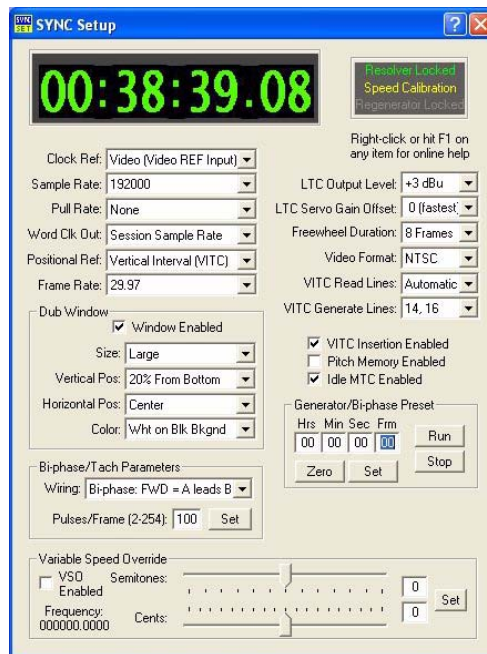 SYNC SET SYNC Setup ?
00:38:39.08
Resolver Locked
Speed Calibration
Regenerator Locked
Right-click or hit F1 on
any item for online help
Clock Ref: Video (Video REF Input)
Sample Rate: 192000
Pull Rate: None
Word Clk Out: Session Sample Rate
Positional Ref: Vertical Interval (VITC)
Frame Rate: 29.97
LTC Output Level: +3 dBu
LTC Servo Gain Offset: 0 (fastest)
Freewheel Duration: 8 Frames
Video Format: NTSC
VITC Read Lines: Automatic
VITC Generate Lines: 14, 16
Dub Window
Window Enabled
Size: Large
Vertical Pos: 20% From Bottom
Horizontal Pos: Center
Color: Wht on Blk Bkgnd
VITC Insertion Enabled
Pitch Memory Enabled
Idle MTC Enabled
Generator/Bi-phase Preset
Hrs Min Sec Frm
00 00 00 00 Run
Zero Set Stop
Bi-phase/Tach Parameters
Wiring: Bi-phase: FWD = A leads B
Pulses/Frame (2-254): 100 Set
Variable Speed Override
VSO Enabled
Semitones: 0
Frequency:
000000.0000
Cents: 0
Set